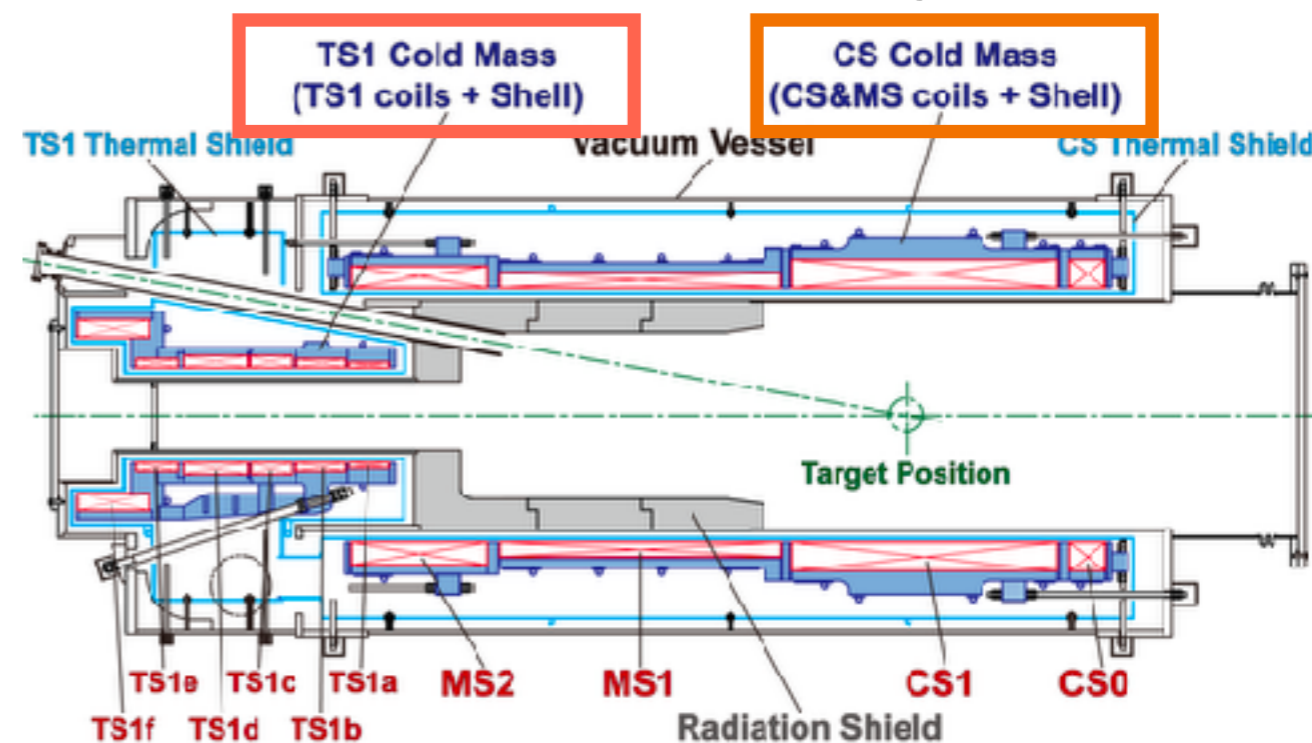 TS1 Cold Mass
(TS1 coils + Shell)
CS Cold Mass
(CS&MS coils + Shell)
TS1 Thermal Shield
Vacuum Vessel
CS Thermal Shield
Target Position
TS1e
TS1c
TS1a
MS2
MS1
CS1
CS0
TS1f
TS1d
TS1b
Radiation Shield